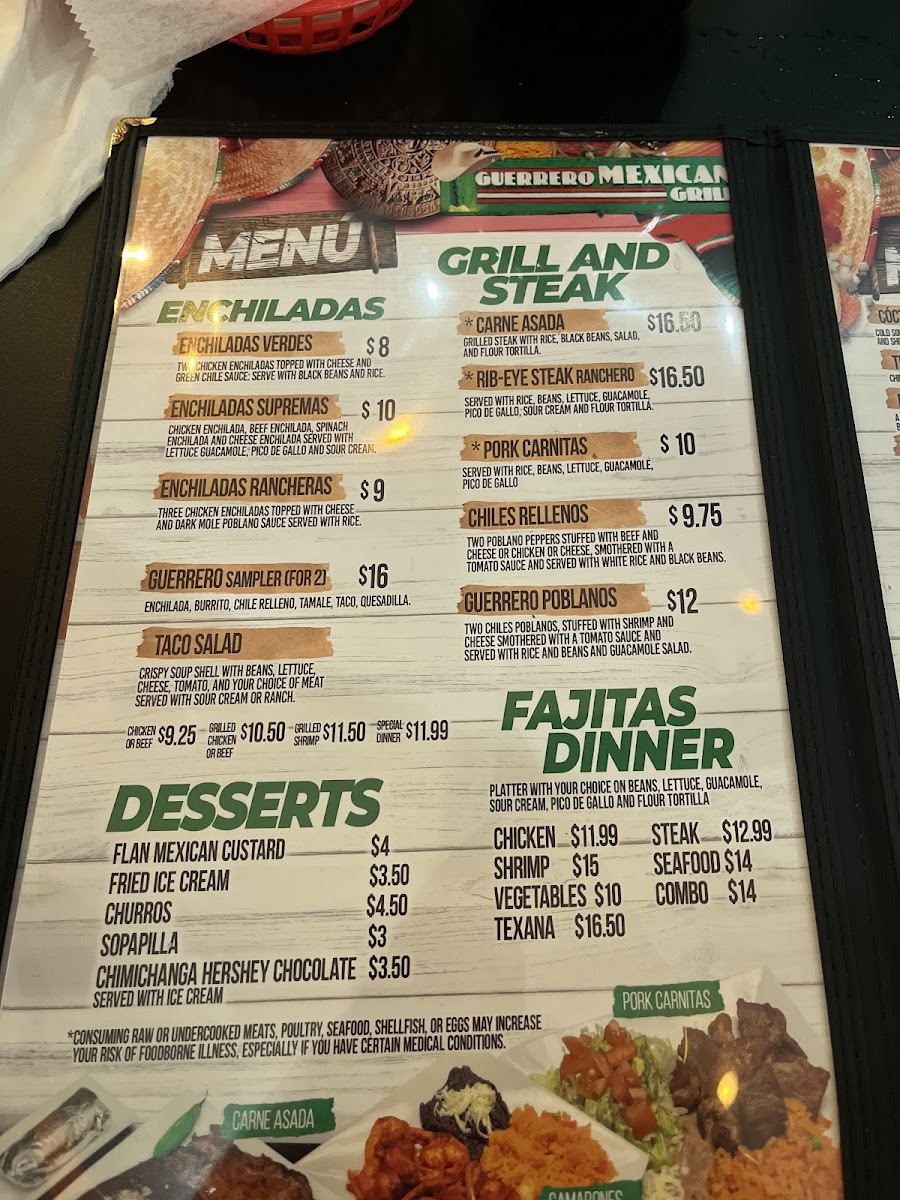 GUERRERO MEXICAN
GRILL
MENÚ
ENCHILADAS
ENCHILADAS VERDES $8
TWO CHICKEN ENCHILADAS TOPPED WITH CHEESE AND
GREEN CHILE SAUCE: SERVE WITH BLACK BEANS AND RICE.
ENCHILADAS SUPREMAS $ 10
CHICKEN ENCHILADA, BEEF ENCHILADA, SPINACH
ENCHILADA AND CHEESE ENCHILADA SERVED WITH
LETTUCE GUACAMOLE, PICO DE GALLO AND SOUR CREAM.
ENCHILADAS RANCHERAS $9
THREE CHICKEN ENCHILADAS TOPPED WITH CHEESE
AND DARK MOLE POBLANO SAUCE SERVED WITH RICE.
GUERRERO SAMPLER (FOR 2) $16
ENCHILADA, BURRITO, CHILE RELLENO, TAMALE, TACO, QUESADILLA.
TACO SALAD
CRISPY SOUP SHELL WITH BEANS, LETTUCE,
CHEESE, TOMATO, AND YOUR CHOICE OF MEAT
SERVED WITH SOUR CREAM OR RANCH.
CHICKEN OR BEEF $9.25 GRILLED CHICKEN OR BEEF $10.50 GRILLED SHRIMP $11.50 SPECIAL DINNER $11.99
DESSERTS
FLAN MEXICAN CUSTARD $4
FRIED ICE CREAM $3.50
CHURROS $4.50
SOPAPILLA $3
CHIMICHANGA HERSHEY CHOCOLATE $3.50
SERVED WITH ICE CREAM
GRILL AND
STEAK
* CARNE ASADA $16.50
GRILLED STEAK WITH RICE, BLACK BEANS, SALAD,
AND FLOUR TORTILLA.
* RIB-EYE STEAK RANCHERO $16.50
SERVED WITH RICE, BEANS, LETTUCE, GUACAMOLE,
PICO DE GALLO, SOUR CREAM AND FLOUR TORTILLA.
* PORK CARNITAS $ 10
SERVED WITH RICE, BEANS, LETTUCE, GUACAMOLE,
PICO DE GALLO
CHILES RELLENOS $ 9.75
TWO POBLANO PEPPERS STUFFED WITH BEEF AND
CHEESE OR CHICKEN OR CHEESE, SMOTHERED WITH A
TOMATO SAUCE AND SERVED WITH WHITE RICE AND BLACK BEANS.
GUERRERO POBLANOS $12
TWO CHILES POBLANOS, STUFFED WITH SHRIMP AND
CHEESE SMOTHERED WITH A TOMATO SAUCE AND
SERVED WITH RICE AND BEANS AND GUACAMOLE SALAD.
FAJITAS
DINNER
PLATTER WITH YOUR CHOICE ON BEANS, LETTUCE, GUACAMOLE,
SOUR CREAM, PICO DE GALLO AND FLOUR TORTILLA
CHICKEN $11.99 STEAK $12.99
SHRIMP $15 SEAFOOD $14
VEGETABLES $10 COMBO $14
TEXANA $16.50
*CONSUMING RAW OR UNDERCOOKED MEATS, POULTRY, SEAFOOD, SHELLFISH, OR EGGS MAY INCREASE
YOUR RISK OF FOODBORNE ILLNESS, ESPECIALLY IF YOU HAVE CERTAIN MEDICAL CONDITIONS.
PORK CARNITAS
CARNE ASADA
CAMARONES